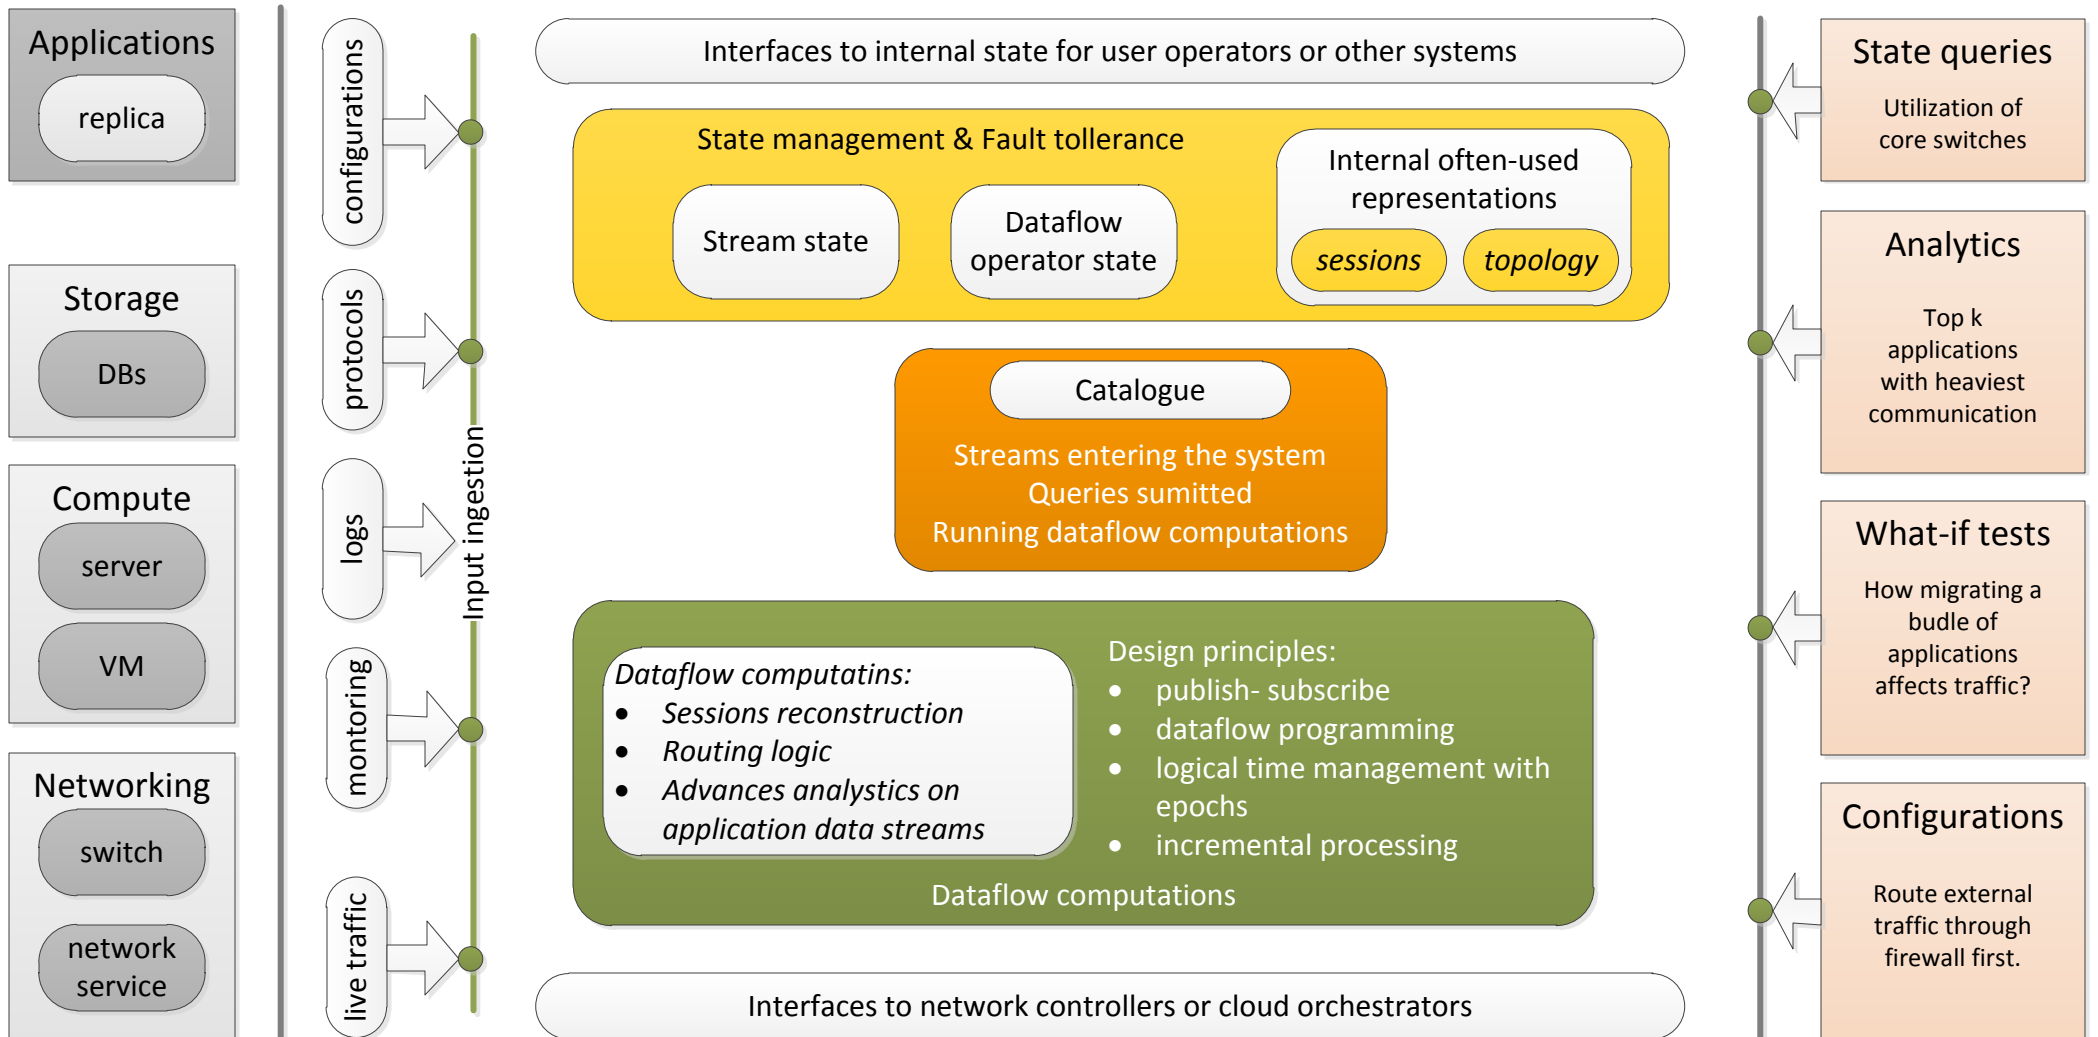 Applications
replica
Storage
DBs
Compute
server
VM
Networking
switch
network
service
configurations
protocols
logs
montoring
live traffic
Input ingestion
Interfaces to internal state for user operators or other systems
State management & Fault tollerance
Stream state
Dataflow
operator state
Internal often-used
representations
sessions
topology
Catalogue
Streams entering the system
Queries sumitted
Running dataflow computations
Dataflow computatins:
• Sessions reconstruction
• Routing logic
• Advances analystics on
application data streams
Design principles:
• publish- subscribe
• dataflow programming
• logical time management with
epochs
• incremental processing
Dataflow computations
Interfaces to network controllers or cloud orchestrators
State queries
Utilization of
core switches
Analytics
Top k
applications
with heaviest
communication
What-if tests
How migrating a
budle of
applications
affects traffic?
Configurations
Route external
traffic through
firewall first.